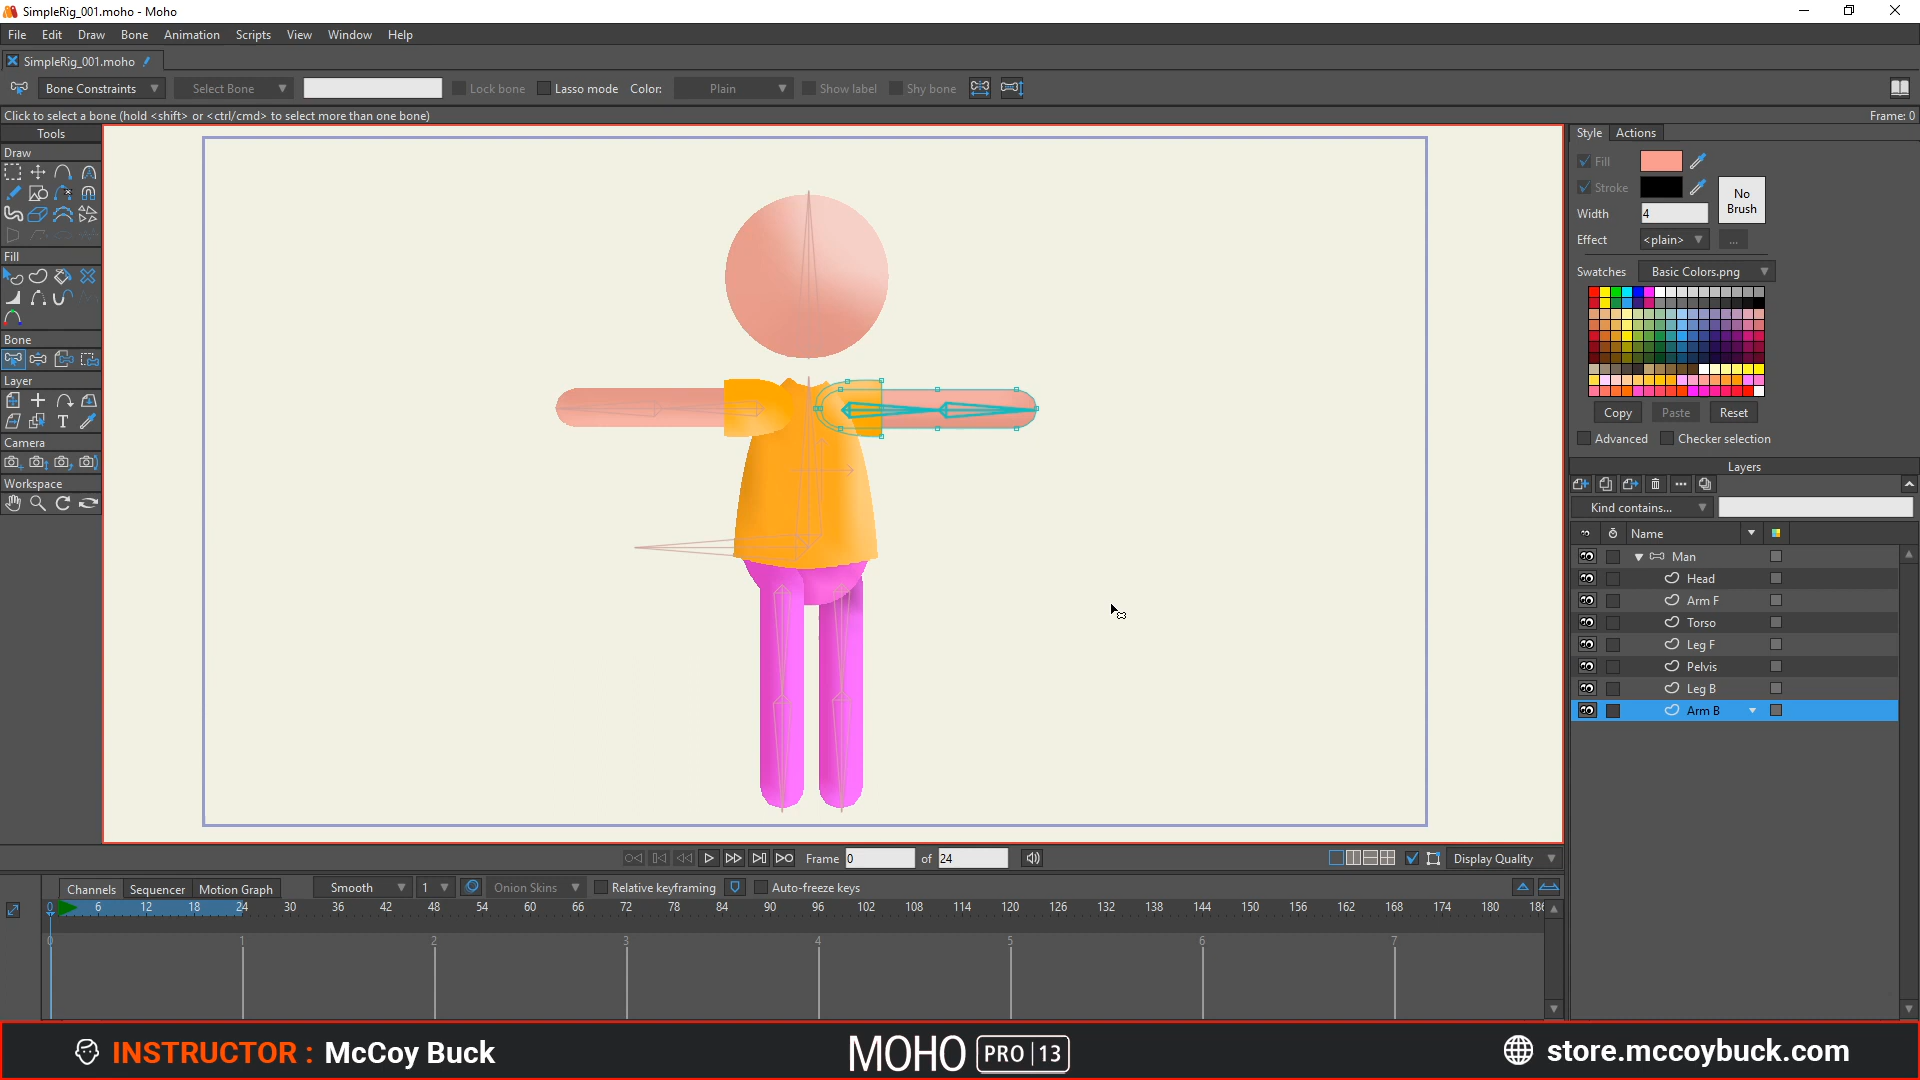 SimpleRig_001.moho - Moho
File Edit Draw Bone Animation Scripts View Window Help
SimpleRig_001.moho
Bone Constraints Select Bone Lock bone Lasso mode Color: Plain Show label Shy bone
Click to select a bone (hold <shift> or <ctrl/cmd> to select more than one bone) Frame: 0
Tools
Draw
Fill
Bone
Layer
T
Camera
Workspace
Style Actions
Fill
Stroke
No
Brush
Width 4
Effect <plain> ...
Swatches Basic Colors.png
Copy Paste Reset
Advanced Checker selection
Layers
Kind contains...
Name
Man
Head
Arm F
Torso
Leg F
Pelvis
Leg B
Arm B
Frame 0 of 24 Display Quality
Channels Sequencer Motion Graph Smooth 1 Onion Skins Relative keyframing Auto-freeze keys
0 6 12 18 24 30 36 42 48 54 60 66 72 78 84 90 96 102 108 114 120 126 132 138 144 150 156 162 168 174 180 186
0 1 2 3 4 5 6 7
INSTRUCTOR : McCoy Buck MOHO PRO 13 store.mccoybuck.com